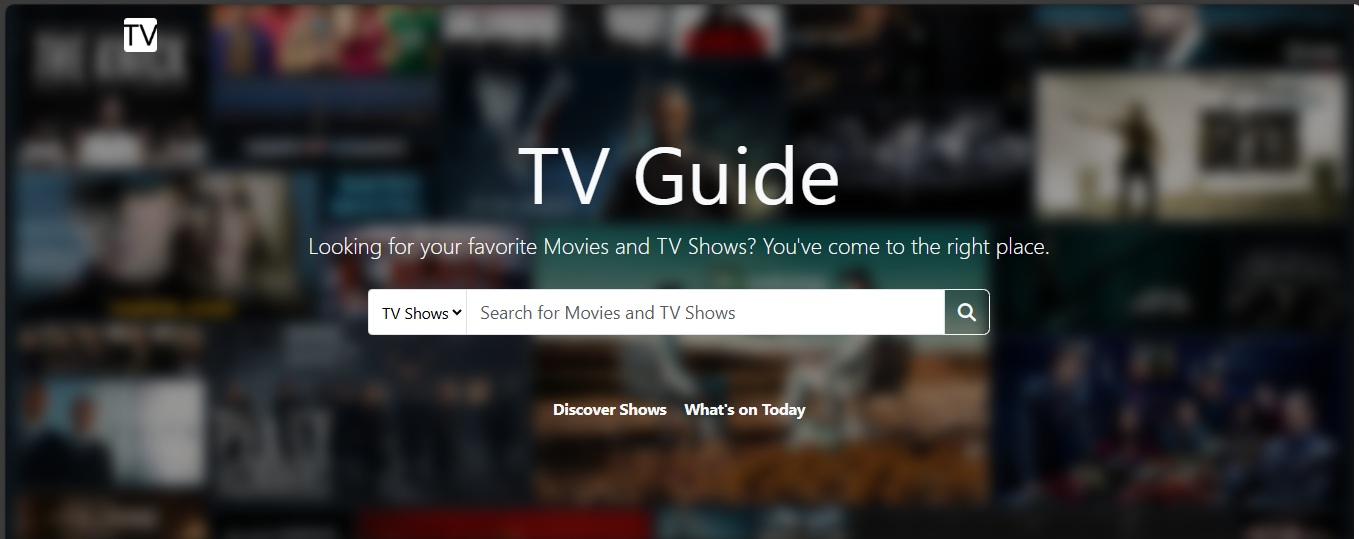 TV
TV Guide
Looking for your favorite Movies and TV Shows? You've come to the right place.
TV Shows
Search for Movies and TV Shows
Discover Shows
What's on Today